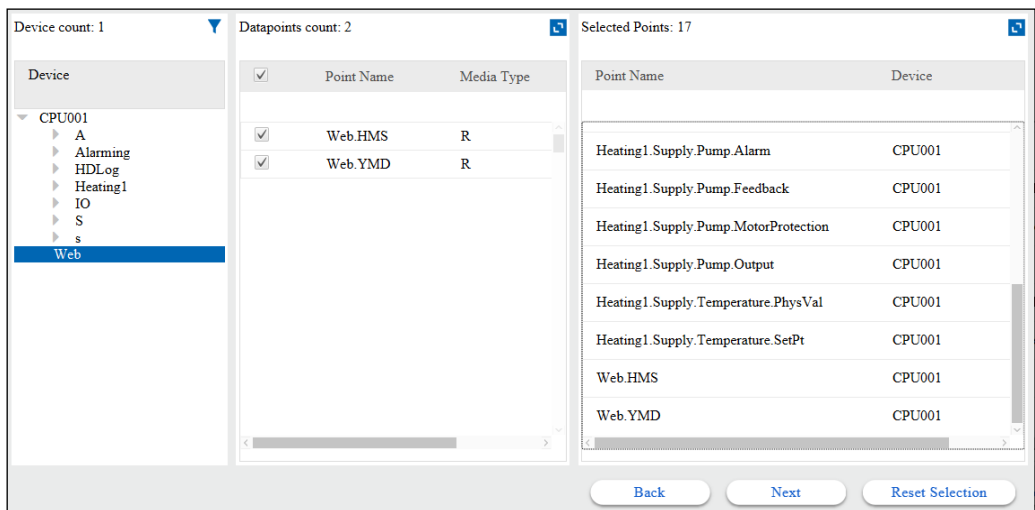 Device count: 1
Device
CPU001
A
Alarming
HDLog
Heating1
IO
S
s
Web
Datapoints count: 2
Point Name Media Type
Web.HMS R
Web.YMD R
Selected Points: 17
Point Name Device
Heating1.Supply.Pump.Alarm CPU001
Heating1.Supply.Pump.Feedback CPU001
Heating1.Supply.Pump.MotorProtection CPU001
Heating1.Supply.Pump.Output CPU001
Heating1.Supply.Temperature.PhysVal CPU001
Heating1.Supply.Temperature.SetPt CPU001
Web.HMS CPU001
Web.YMD CPU001
Back Next Reset Selection